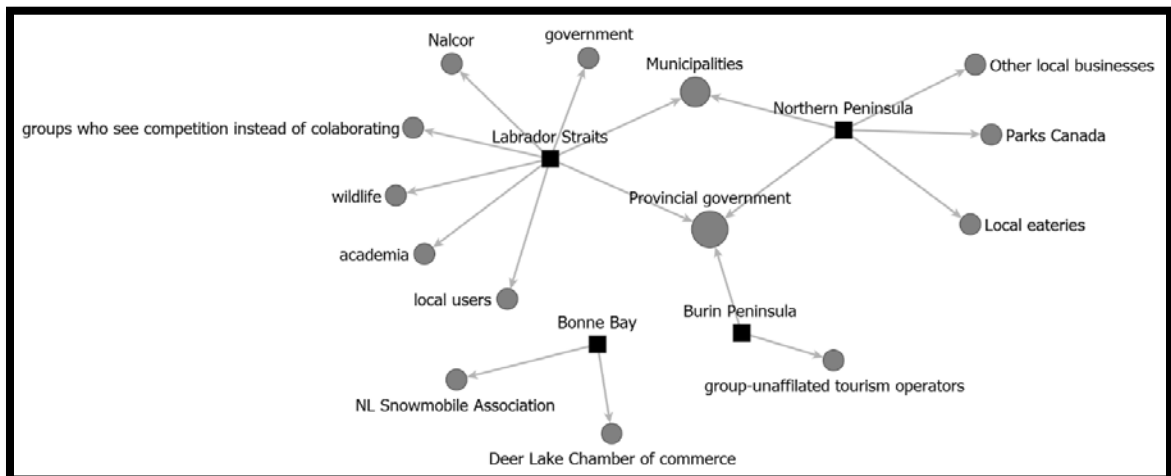 government
Nalcor
Municipalities
Other local businesses
Northern Peninsula
groups who see competition instead of colaborating
Labrador Straits
Parks Canada
wildlife
Provincial government
Local eateries
academia
local users
Burin Peninsula
Bonne Bay
group-unaffilated tourism operators
NL Snowmobile Association
Deer Lake Chamber of commerce